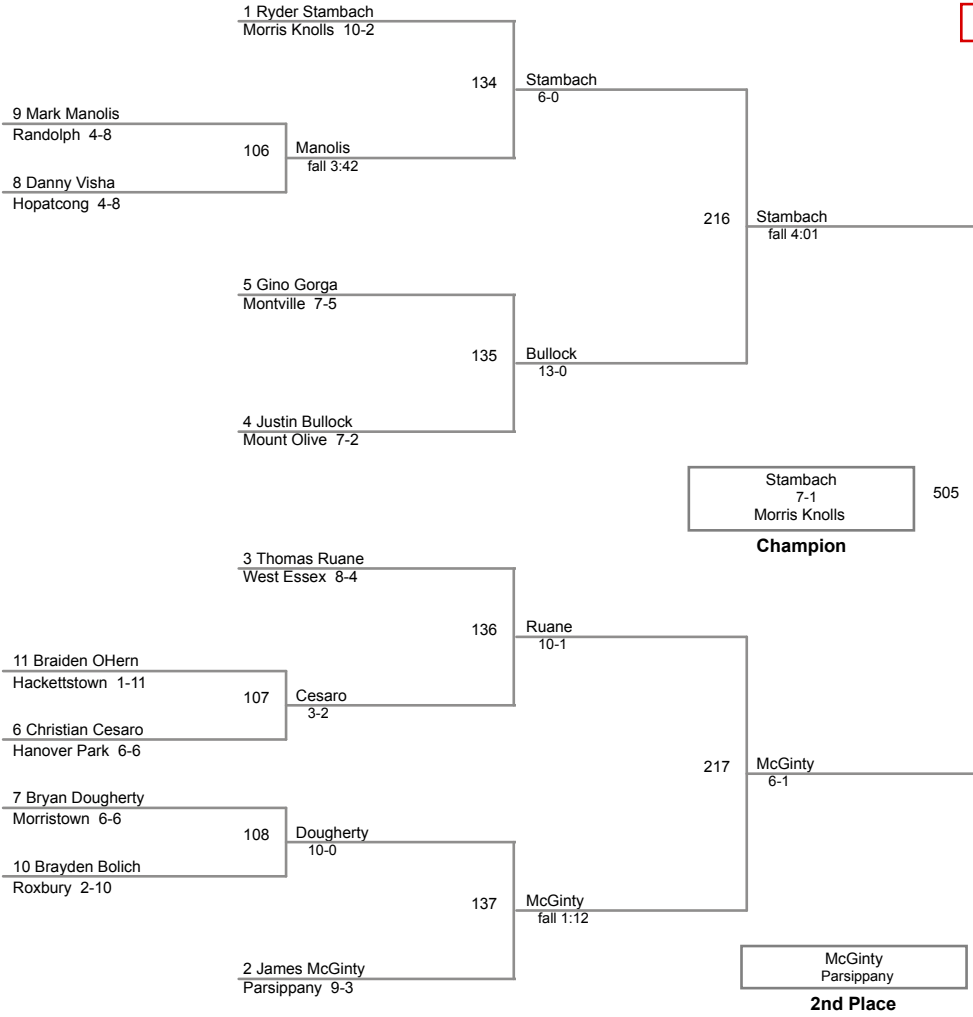 1 Ryder Stambach
Morris Knolls 10-2
134
Stambach
6-0
9 Mark Manolis
Randolph 4-8
106
Manolis
fall 3:42
8 Danny Visha
Hopatcong 4-8
216
Stambach
fall 4:01
5 Gino Gorga
Montville 7-5
135
Bullock
13-0
4 Justin Bullock
Mount Olive 7-2
Stambach
7-1
Morris Knolls
505
Champion
3 Thomas Ruane
West Essex 8-4
136
Ruane
10-1
11 Braiden OHern
Hackettstown 1-11
107
Cesaro
3-2
6 Christian Cesaro
Hanover Park 6-6
217
McGinty
6-1
7 Bryan Dougherty
Morristown 6-6
108
Dougherty
10-0
10 Brayden Bolich
Roxbury 2-10
137
McGinty
fall 1:12
2 James McGinty
Parsippany 9-3
McGinty
Parsippany
2nd Place